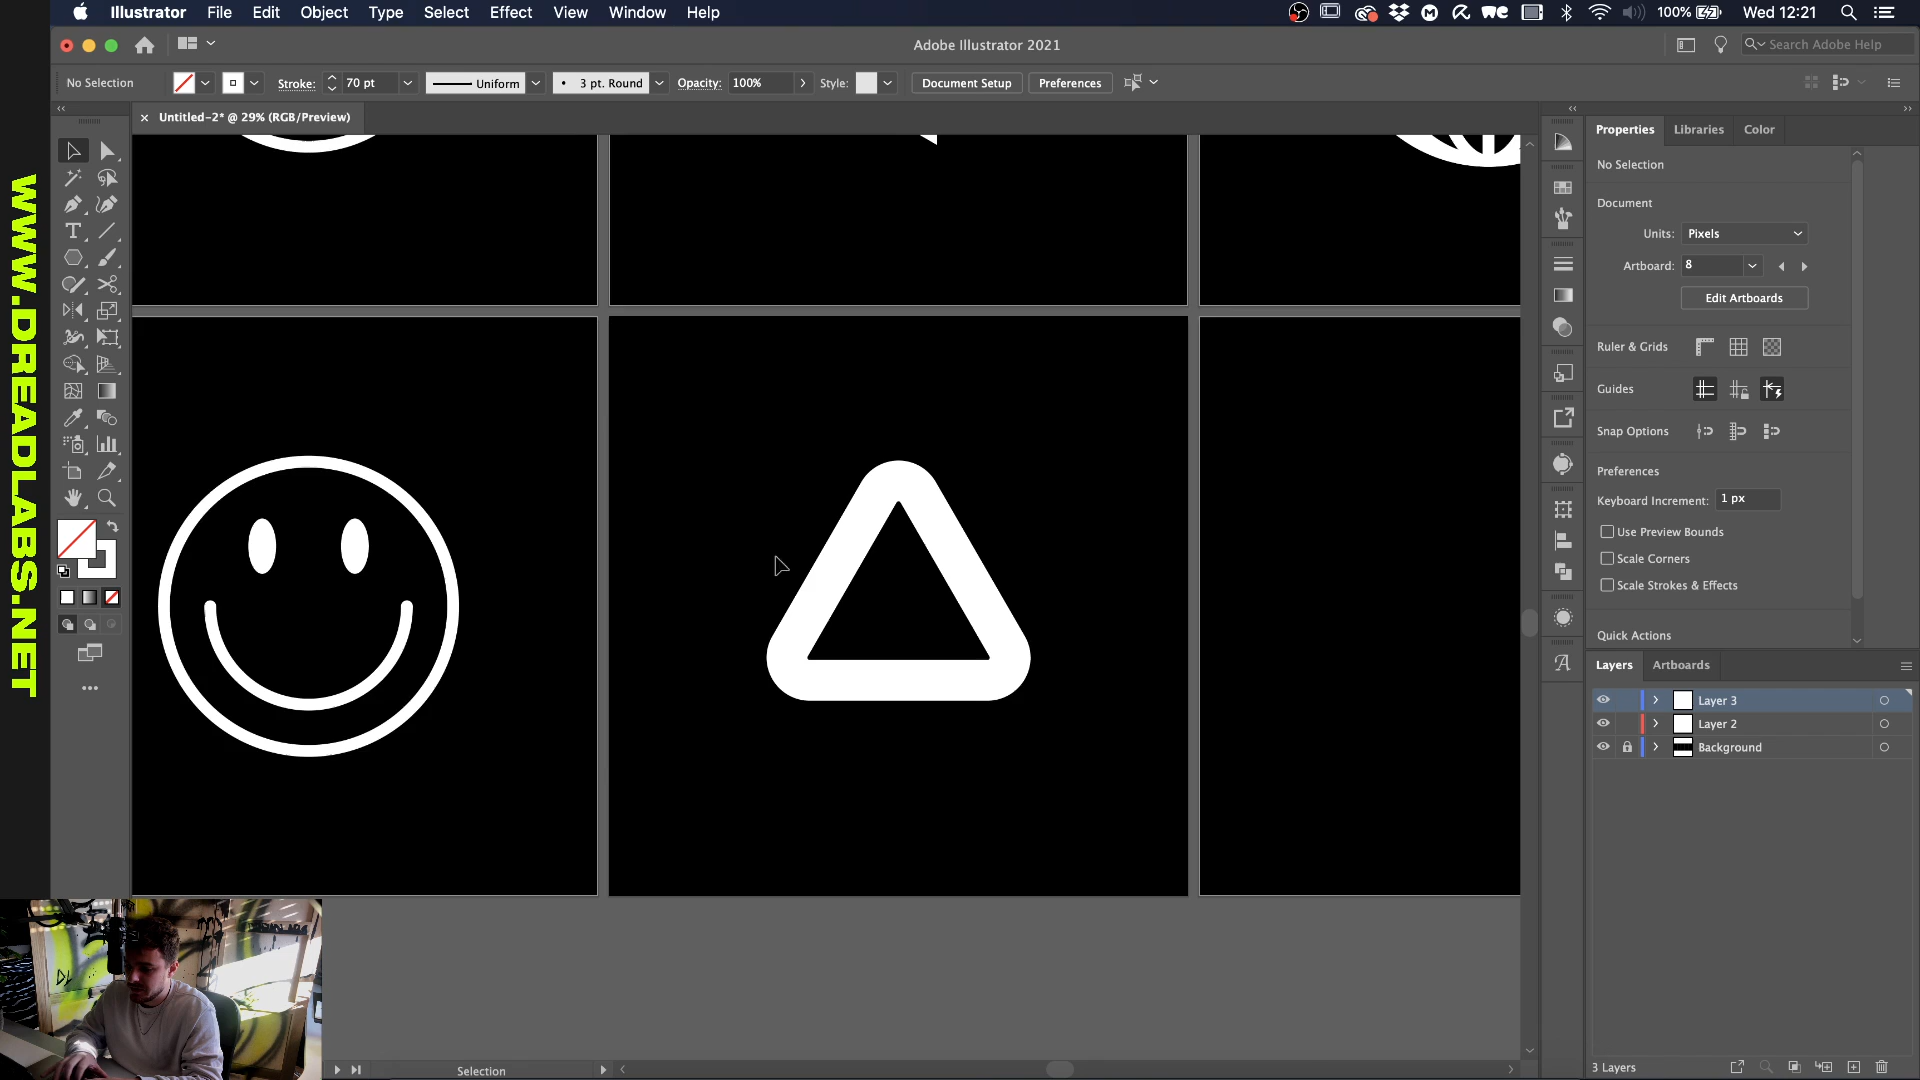 Illustrator File Edit Object Type Select Effect View Window Help
100% Wed 12:21
Adobe Illustrator 2021
Search Adobe Help
No Selection Stroke: 70 pt Uniform 3 pt. Round Opacity: 100% Style: Document Setup Preferences
Untitled-2* @ 29% (RGB/Preview)
WWW.DREADLABS.NET
Properties Libraries Color
No Selection
Document
Units: Pixels
Artboard: 8
Edit Artboards
Ruler & Grids
Guides
Snap Options
Preferences
Keyboard Increment: 1 px
Use Preview Bounds
Scale Corners
Scale Strokes & Effects
Quick Actions
Layers Artboards
Layer 3
Layer 2
Background
3 Layers
Selection